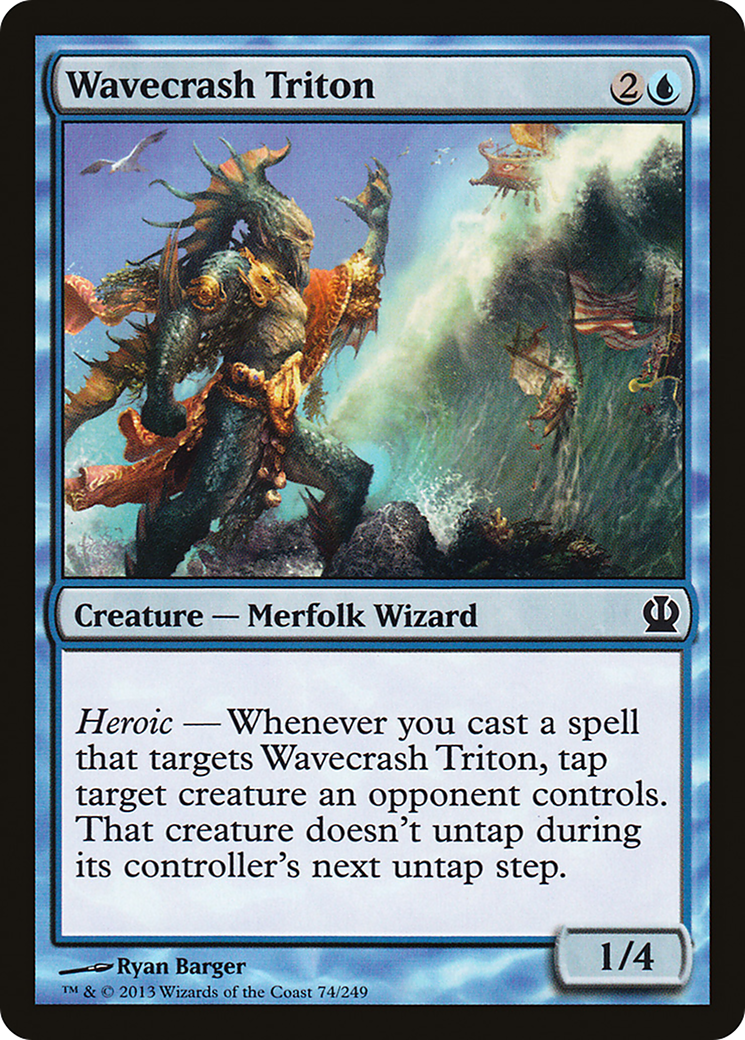 Wavecrash Triton 2
Creature — Merfolk Wizard
Heroic — Whenever you cast a spell
that targets Wavecrash Triton, tap
target creature an opponent controls.
That creature doesn't untap during
its controller's next untap step.
1/4
Ryan Barger
™ & © 2013 Wizards of the Coast 74/249